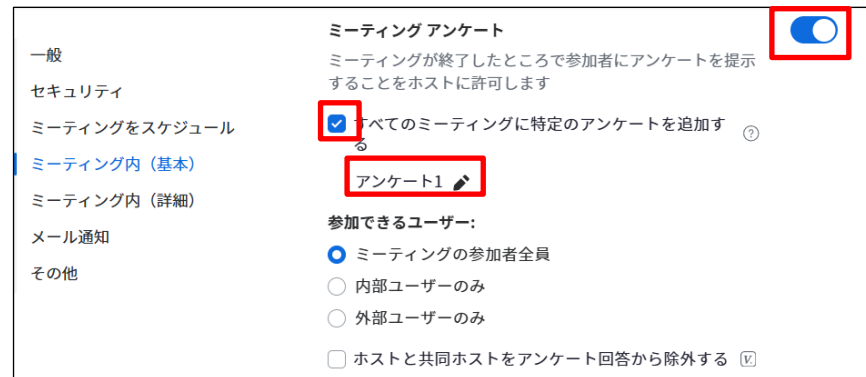 一般
セキュリティ
ミーティングをスケジュール
ミーティング内（基本）
ミーティング内（詳細）
メール通知
その他
ミーティング アンケート
ミーティングが終了したところで参加者にアンケートを提示
することをホストに許可します
すべてのミーティングに特定のアンケートを追加す
る
アンケート1
参加できるユーザー:
ミーティングの参加者全員
内部ユーザーのみ
外部ユーザーのみ
ホストと共同ホストをアンケート回答から除外する